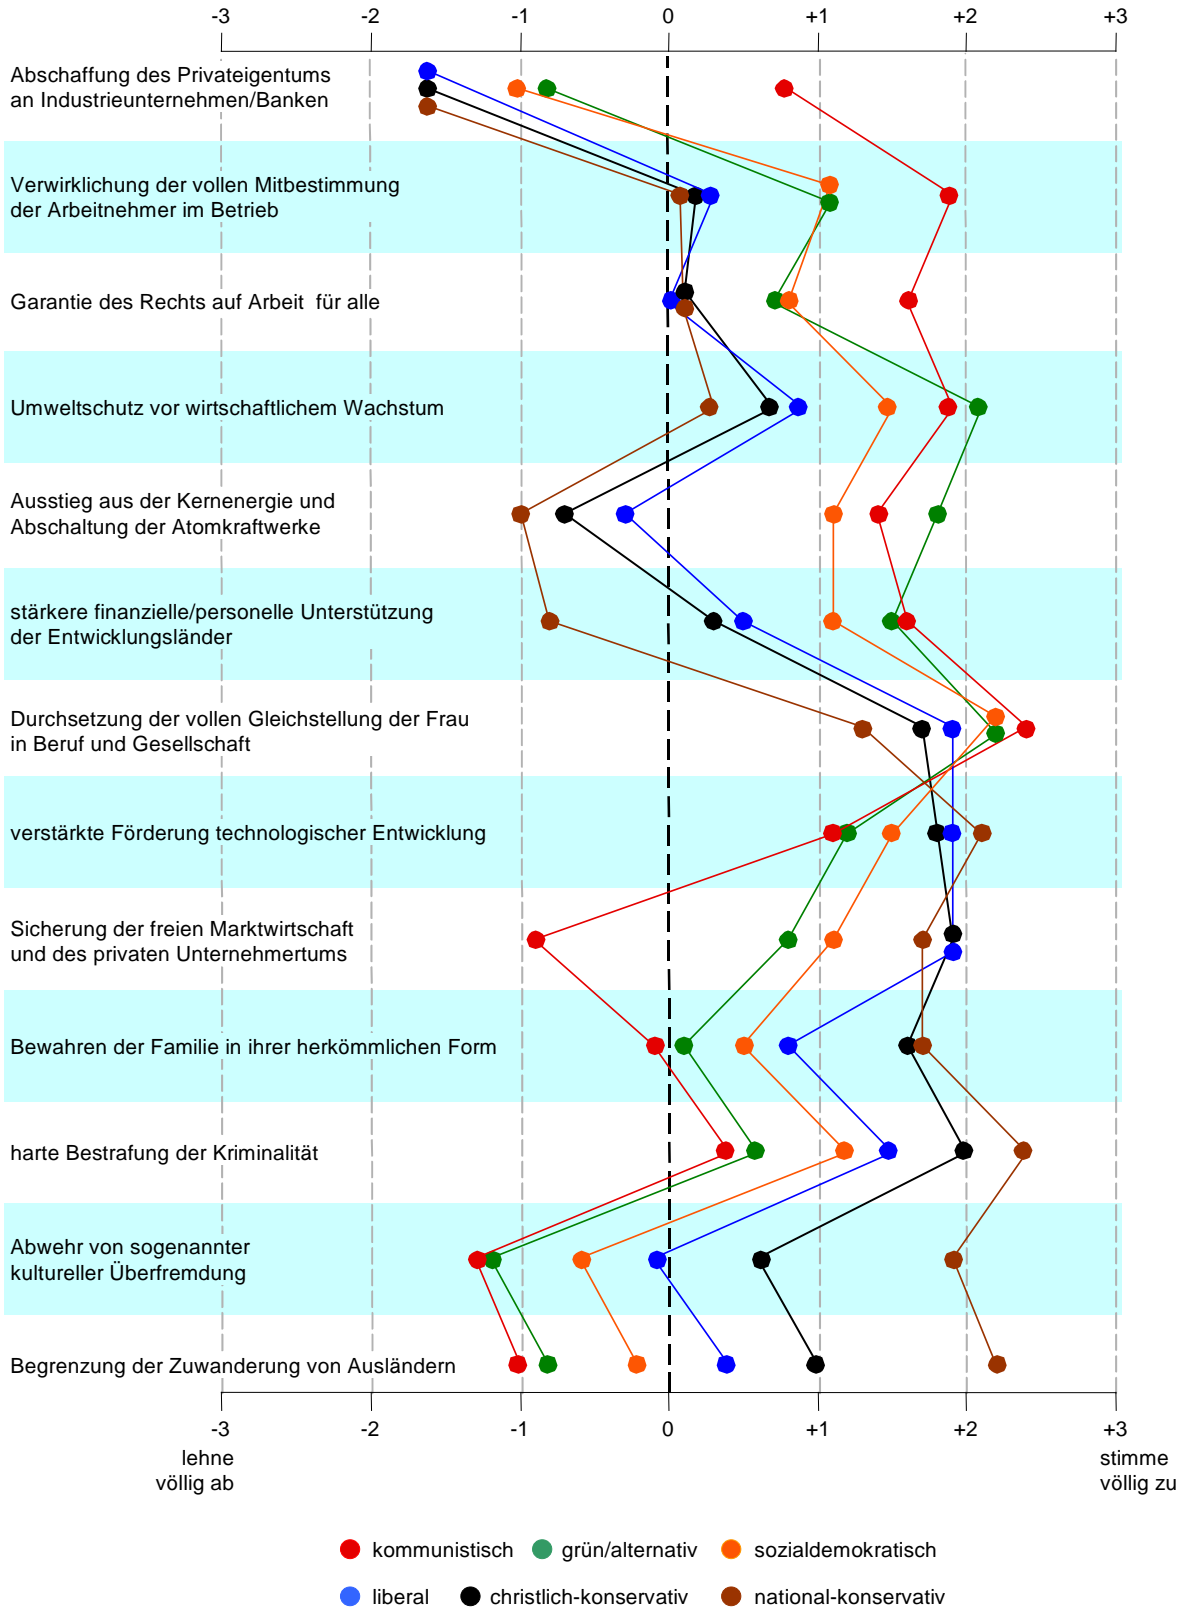 -3 -2 -1 0 +1 +2 +3
Abschaffung des Privateigentums
an Industrieunternehmen/Banken
Verwirklichung der vollen Mitbestimmung
der Arbeitnehmer im Betrieb
Garantie des Rechts auf Arbeit für alle
Umweltschutz vor wirtschaftlichem Wachstum
Ausstieg aus der Kernenergie und
Abschaltung der Atomkraftwerke
stärkere finanzielle/personelle Unterstützung
der Entwicklungsländer
Durchsetzung der vollen Gleichstellung der Frau
in Beruf und Gesellschaft
verstärkte Förderung technologischer Entwicklung
Sicherung der freien Marktwirtschaft
und des privaten Unternehmertums
Bewahren der Familie in ihrer herkömmlichen Form
harte Bestrafung der Kriminalität
Abwehr von sogenannter
kultureller Überfremdung
Begrenzung der Zuwanderung von Ausländern
-3 -2 -1 0 +1 +2 +3
lehne
völlig ab
stimme
völlig zu
kommunistisch grün/alternativ sozialdemokratisch
liberal christlich-konservativ national-konservativ